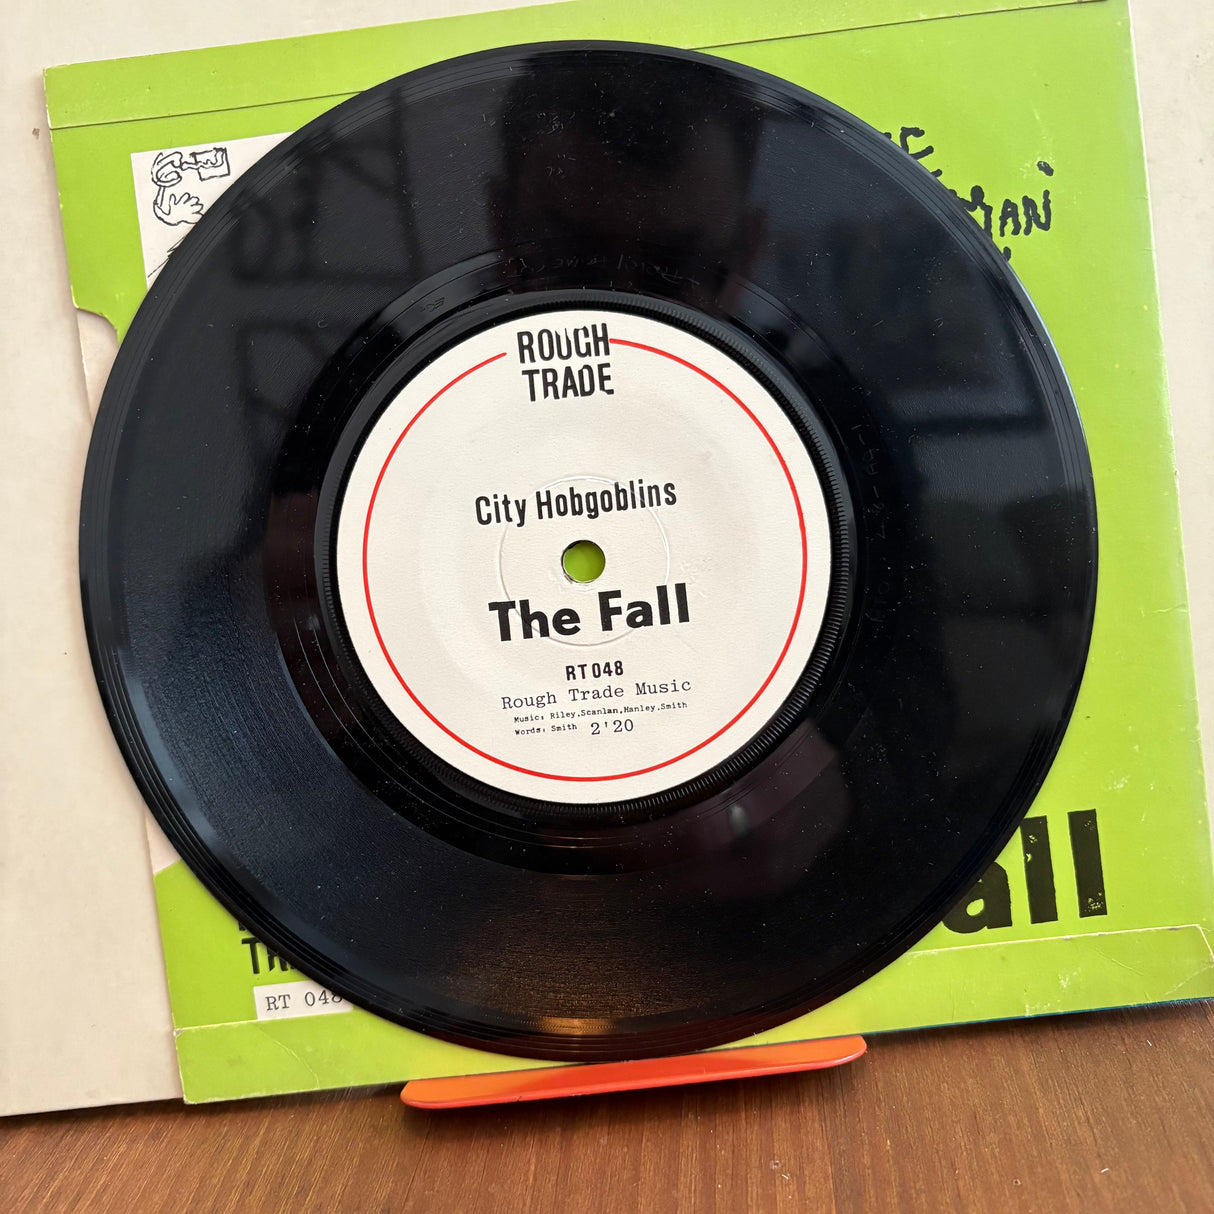 ROUGH
TRADE
City Hobgoblins
The Fall
RT 048
Rough Trade Music
Music: Riley,Scanlan,Hanley,Smith
Words: Smith 2'20
all
RT 048